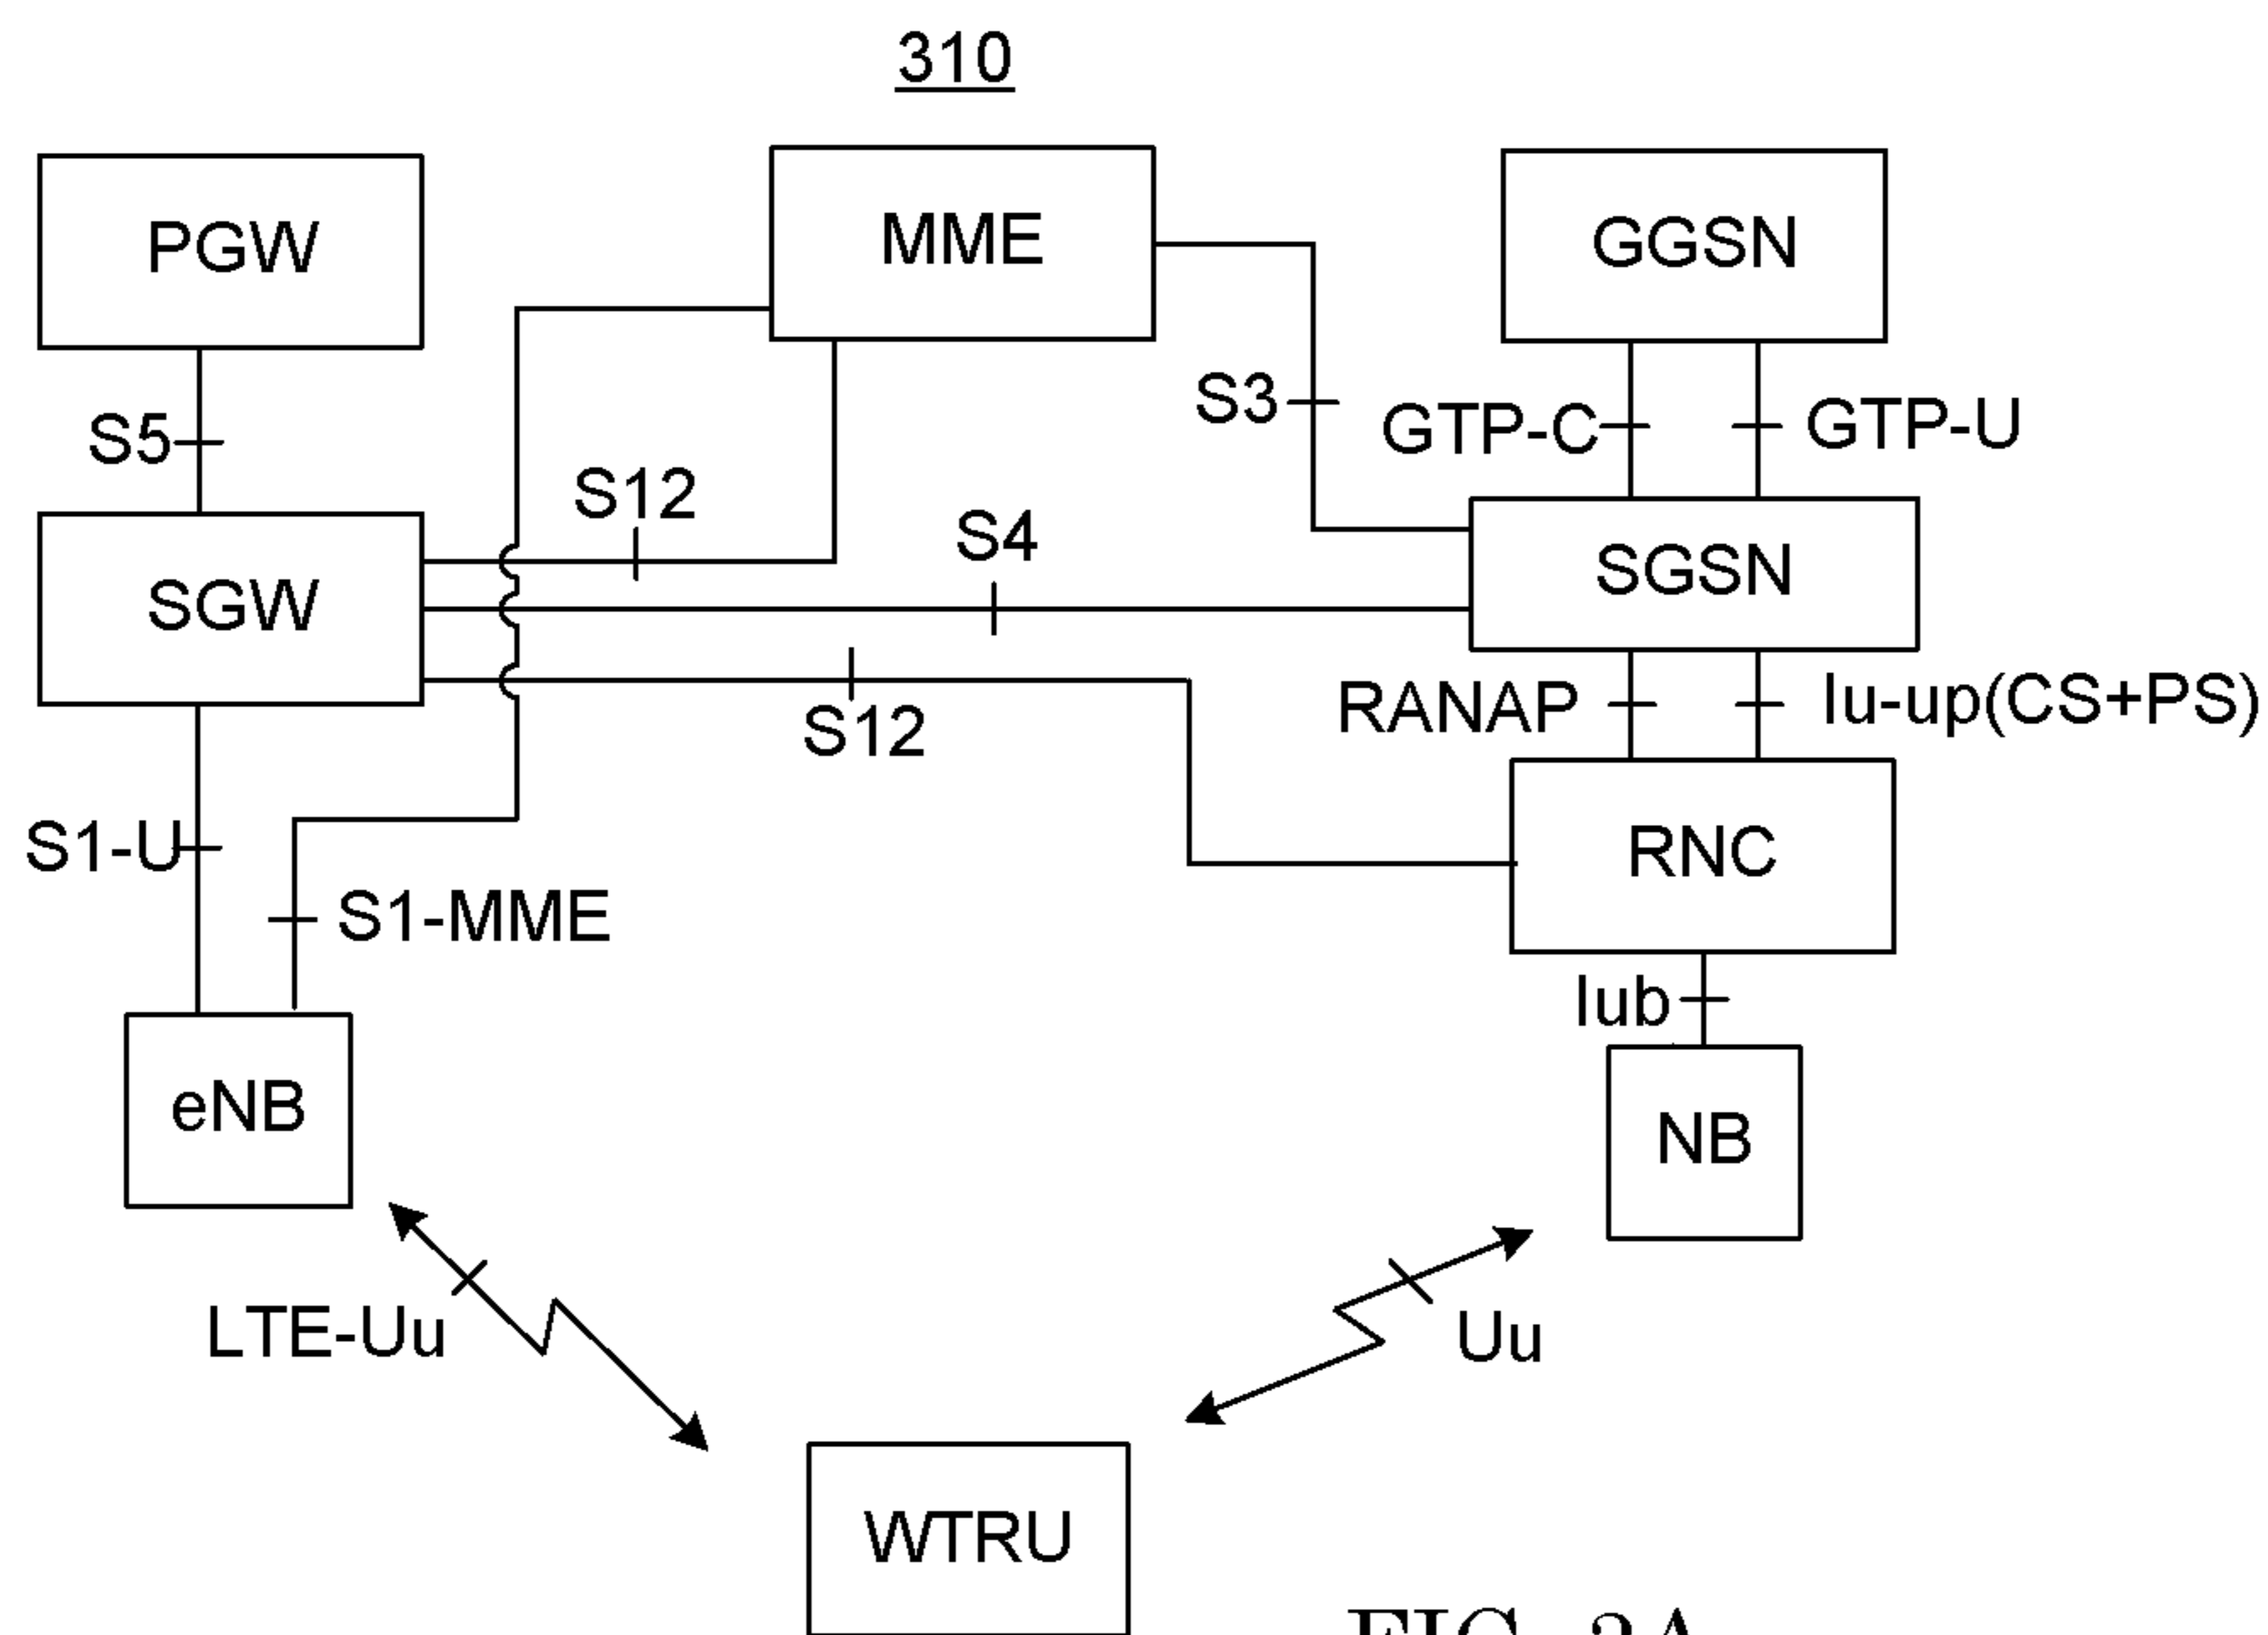 310
PGW
MME
GGSN
S5
S3
GTP-C
GTP-U
S12
S4
SGW
SGSN
S12
RANAP
Iu-up(CS+PS)
S1-U
RNC
S1-MME
Iub
eNB
NB
LTE-Uu
Uu
WTRU